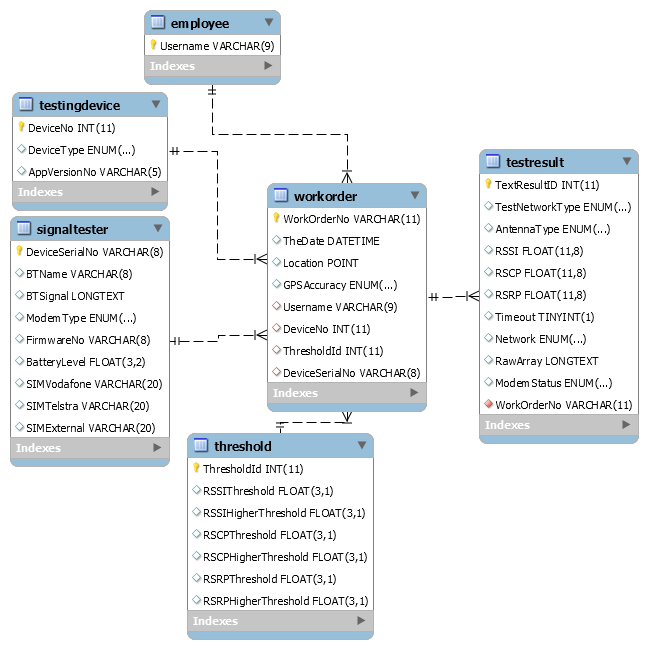 employee
Username VARCHAR(9)
Indexes
testingdevice
DeviceNo INT(11)
DeviceType ENUM(...)
AppVersionNo VARCHAR(5)
Indexes
signaltester
DeviceSerialNo VARCHAR(8)
BTName VARCHAR(8)
BTSignal LONGTEXT
ModemType ENUM(...)
FirmwareNo VARCHAR(8)
BatteryLevel FLOAT(3,2)
SIMVodafone VARCHAR(20)
SIMTelstra VARCHAR(20)
SIMExternal VARCHAR(20)
Indexes
workorder
WorkOrderNo VARCHAR(11)
TheDate DATETIME
Location POINT
GPSAccuracy ENUM(...)
Username VARCHAR(9)
DeviceNo INT(11)
ThresholdId INT(11)
DeviceSerialNo VARCHAR(8)
Indexes
testresult
TextResultID INT(11)
TestNetworkType ENUM(...)
AntennaType ENUM(...)
RSSI FLOAT(11,8)
RSCP FLOAT(11,8)
RSRP FLOAT(11,8)
Timeout TINYINT(1)
Network ENUM(...)
RawArray LONGTEXT
ModemStatus ENUM(...)
WorkOrderNo VARCHAR(11)
Indexes
threshold
ThresholdId INT(11)
RSSIThreshold FLOAT(3,1)
RSSIHigherThreshold FLOAT(3,1)
RSCPThreshold FLOAT(3,1)
RSCPHigherThreshold FLOAT(3,1)
RSRPThreshold FLOAT(3,1)
RSRPHigherThreshold FLOAT(3,1)
Indexes